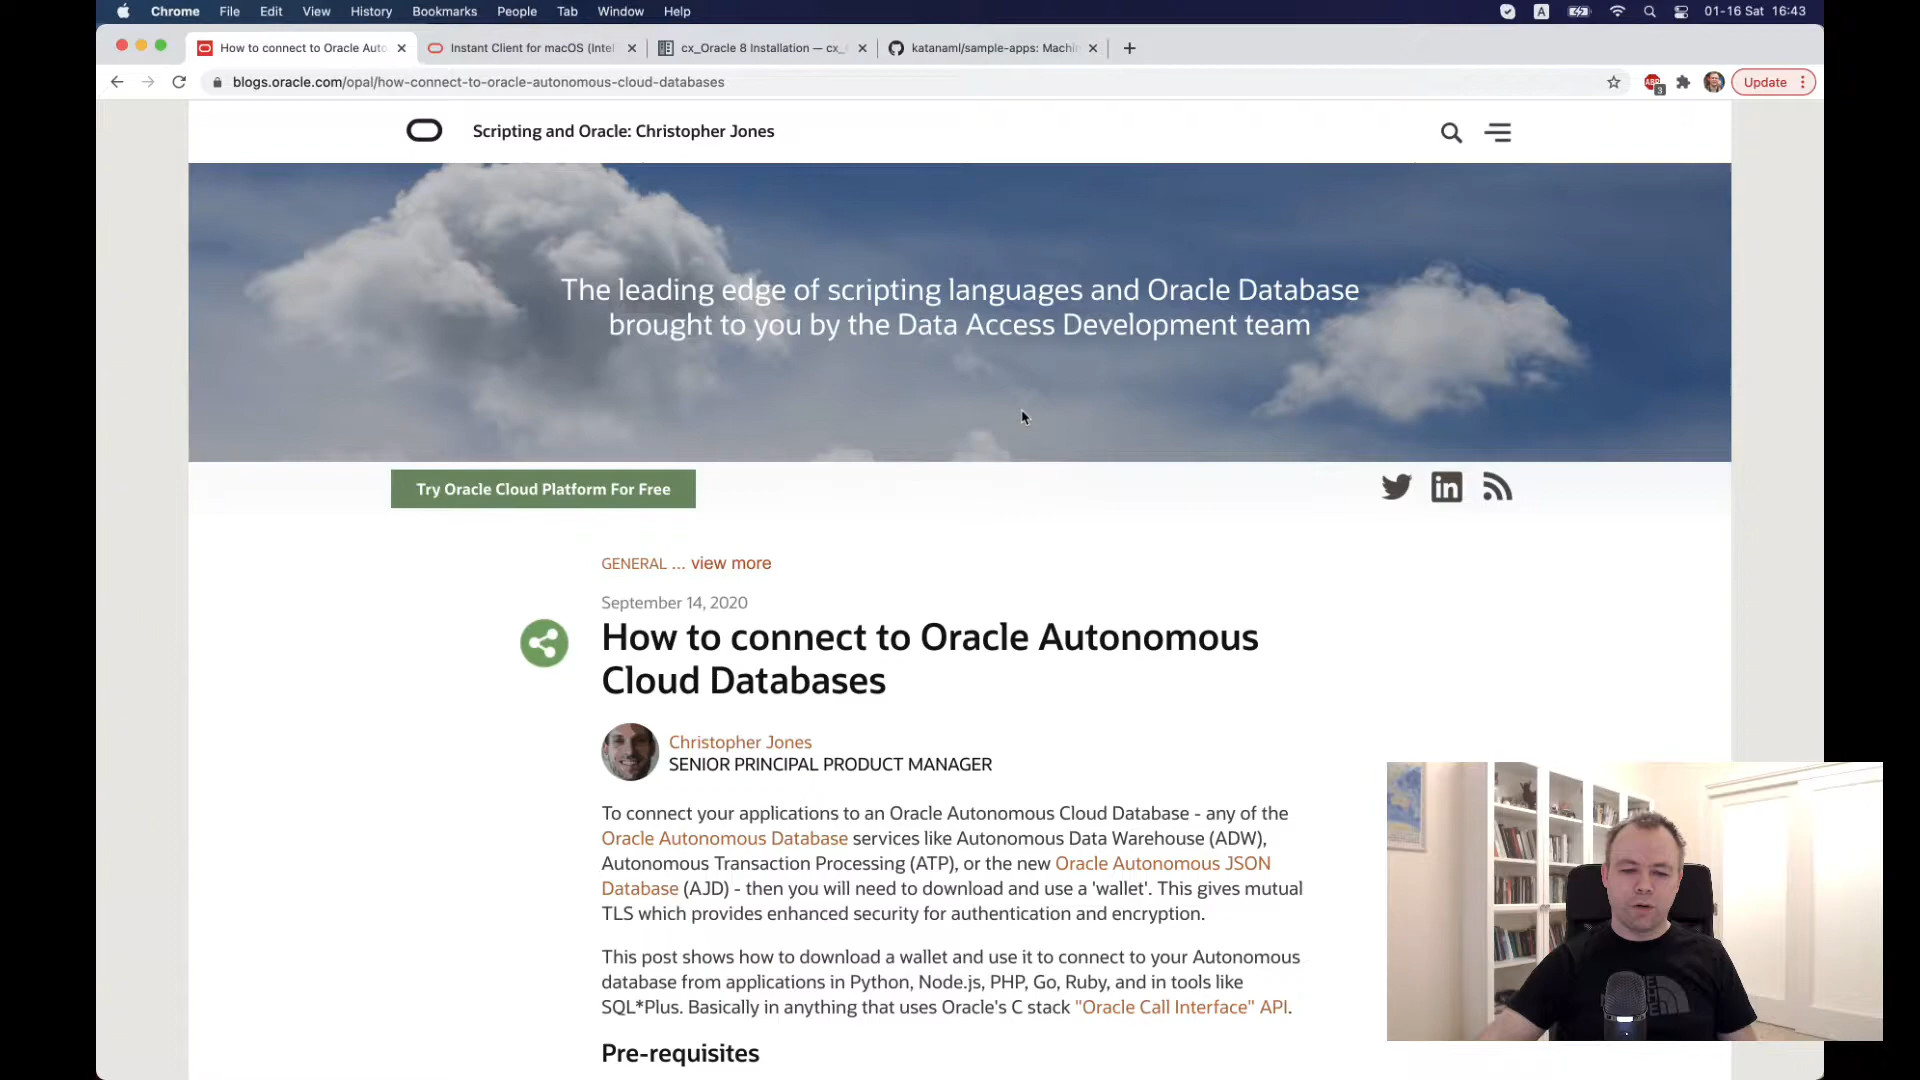 Chrome File Edit View History Bookmarks People Tab Window Help
A
01-16 Sat 16:43
How to connect to Oracle Auto
Instant Client for macOS (Intel
cx_Oracle 8 Installation — cx_
katanaml/sample-apps: Machi
blogs.oracle.com/opal/how-connect-to-oracle-autonomous-cloud-databases
ABP
3
Update
Scripting and Oracle: Christopher Jones
The leading edge of scripting languages and Oracle Database
brought to you by the Data Access Development team
Try Oracle Cloud Platform For Free
in
GENERAL ... view more
September 14, 2020
How to connect to Oracle Autonomous
Cloud Databases
Christopher Jones
SENIOR PRINCIPAL PRODUCT MANAGER
To connect your applications to an Oracle Autonomous Cloud Database - any of the
Oracle Autonomous Database services like Autonomous Data Warehouse (ADW),
Autonomous Transaction Processing (ATP), or the new Oracle Autonomous JSON
Database (AJD) - then you will need to download and use a 'wallet'. This gives mutual
TLS which provides enhanced security for authentication and encryption.
This post shows how to download a wallet and use it to connect to your Autonomous
database from applications in Python, Node.js, PHP, Go, Ruby, and in tools like
SQL*Plus. Basically in anything that uses Oracle's C stack "Oracle Call Interface" API.
Pre-requisites